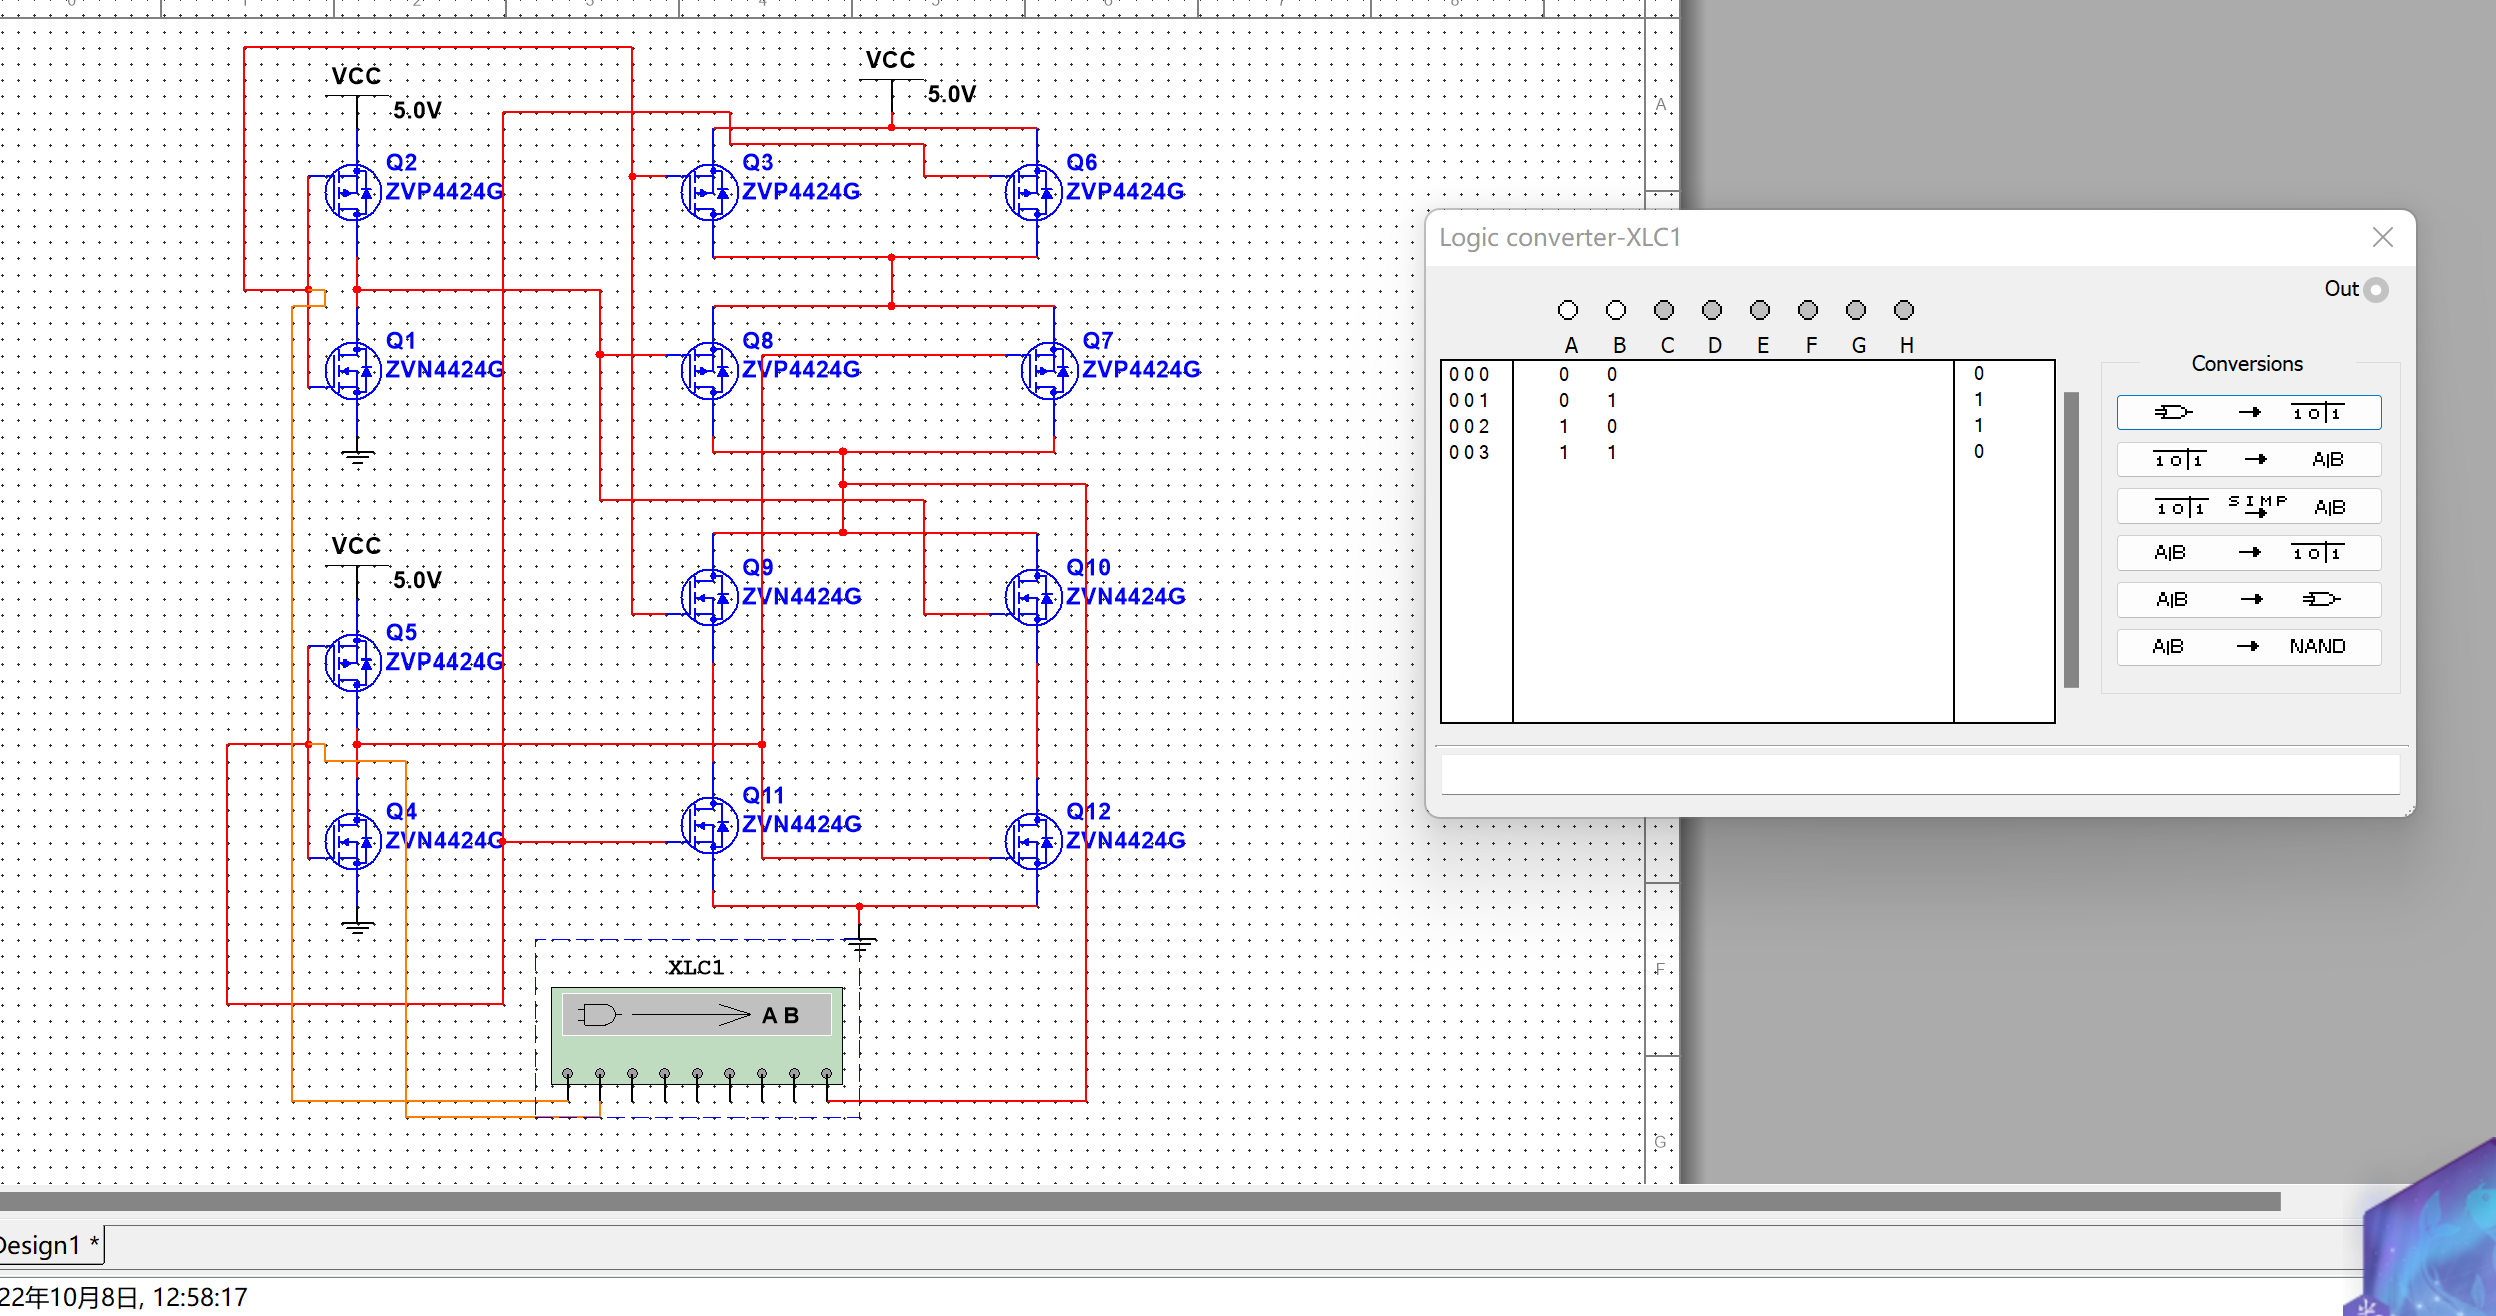 VCC
5.0V
VCC
5.0V
Q2
ZVP4424G
Q3
ZVP4424G
Q6
ZVP4424G
Q1
ZVN4424G
Q8
ZVP4424G
Q7
ZVP4424G
VCC
5.0V
Q9
ZVN4424G
Q10
ZVN4424G
Q5
ZVP4424G
Q11
ZVN4424G
Q4
ZVN4424G
Q12
ZVN4424G
XLC1
A B
A
F
G
Logic converter-XLC1
Out
A B C D E F G H
000 0 0 0
001 0 1 1
002 1 0 1
003 1 1 0
Conversions
→ 1 0|1
1 0|1 → A|B
1 0|1 SIMP → A|B
A|B → 1 0|1
A|B →
A|B → NAND
Design1 *
22年10月8日, 12:58:17